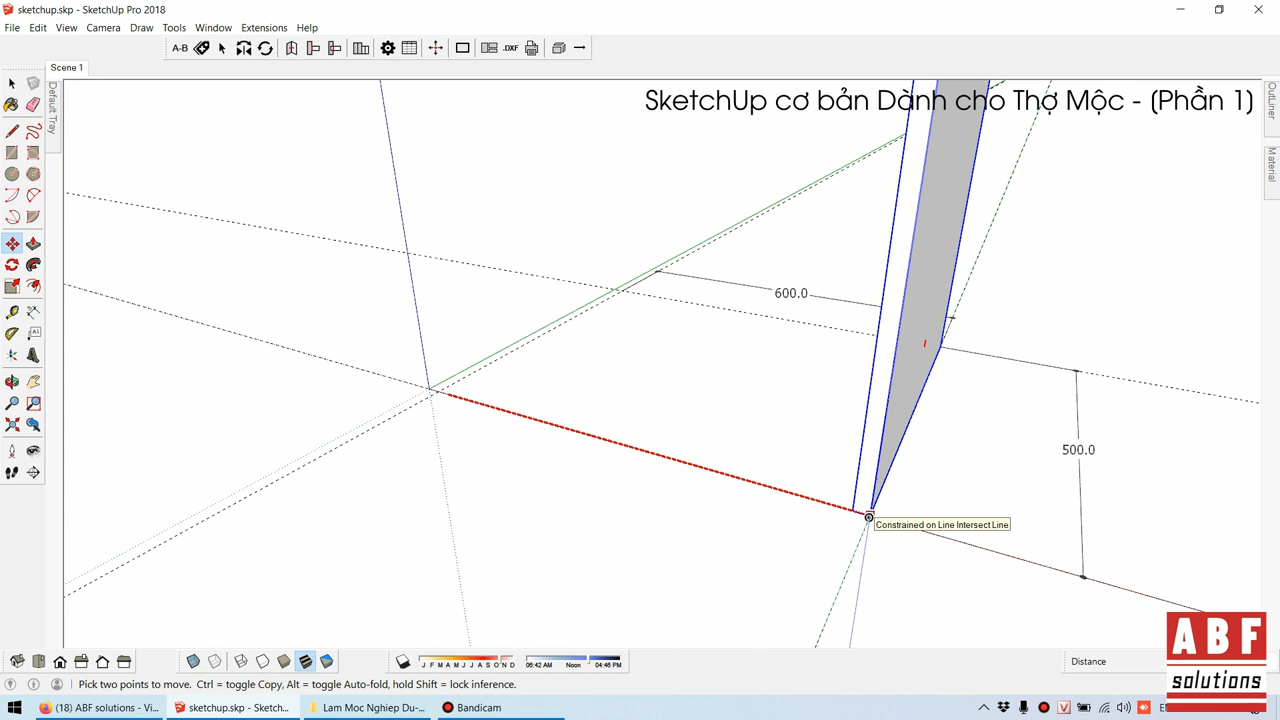 sketchup.skp - SketchUp Pro 2018
File Edit View Camera Draw Tools Window Extensions Help
A-B
.DXF
Scene 1
Default Tray
OutLiner
Material
SketchUp cơ bản Dành cho Thợ Mộc - (Phần 1)
600.0
500.0
Constrained on Line Intersect Line
ABF
solutions
J F M A M J J A S O N D
06:42 AM Noon 04:46 PM
Distance
Pick two points to move. Ctrl = toggle Copy, Alt = toggle Auto-fold, hold Shift = lock inference.
(18) ABF solutions - Vi...
sketchup.skp - Sketch...
Lam Moc Nghiep Du-...
Bandicam